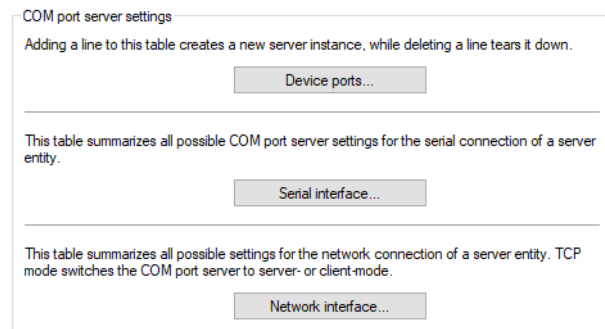 COM port server settings
Adding a line to this table creates a new server instance, while deleting a line tears it down.
Device ports...
This table summarizes all possible COM port server settings for the serial connection of a server
entity.
Serial interface...
This table summarizes all possible settings for the network connection of a server entity. TCP
mode switches the COM port server to server- or client-mode.
Network interface...